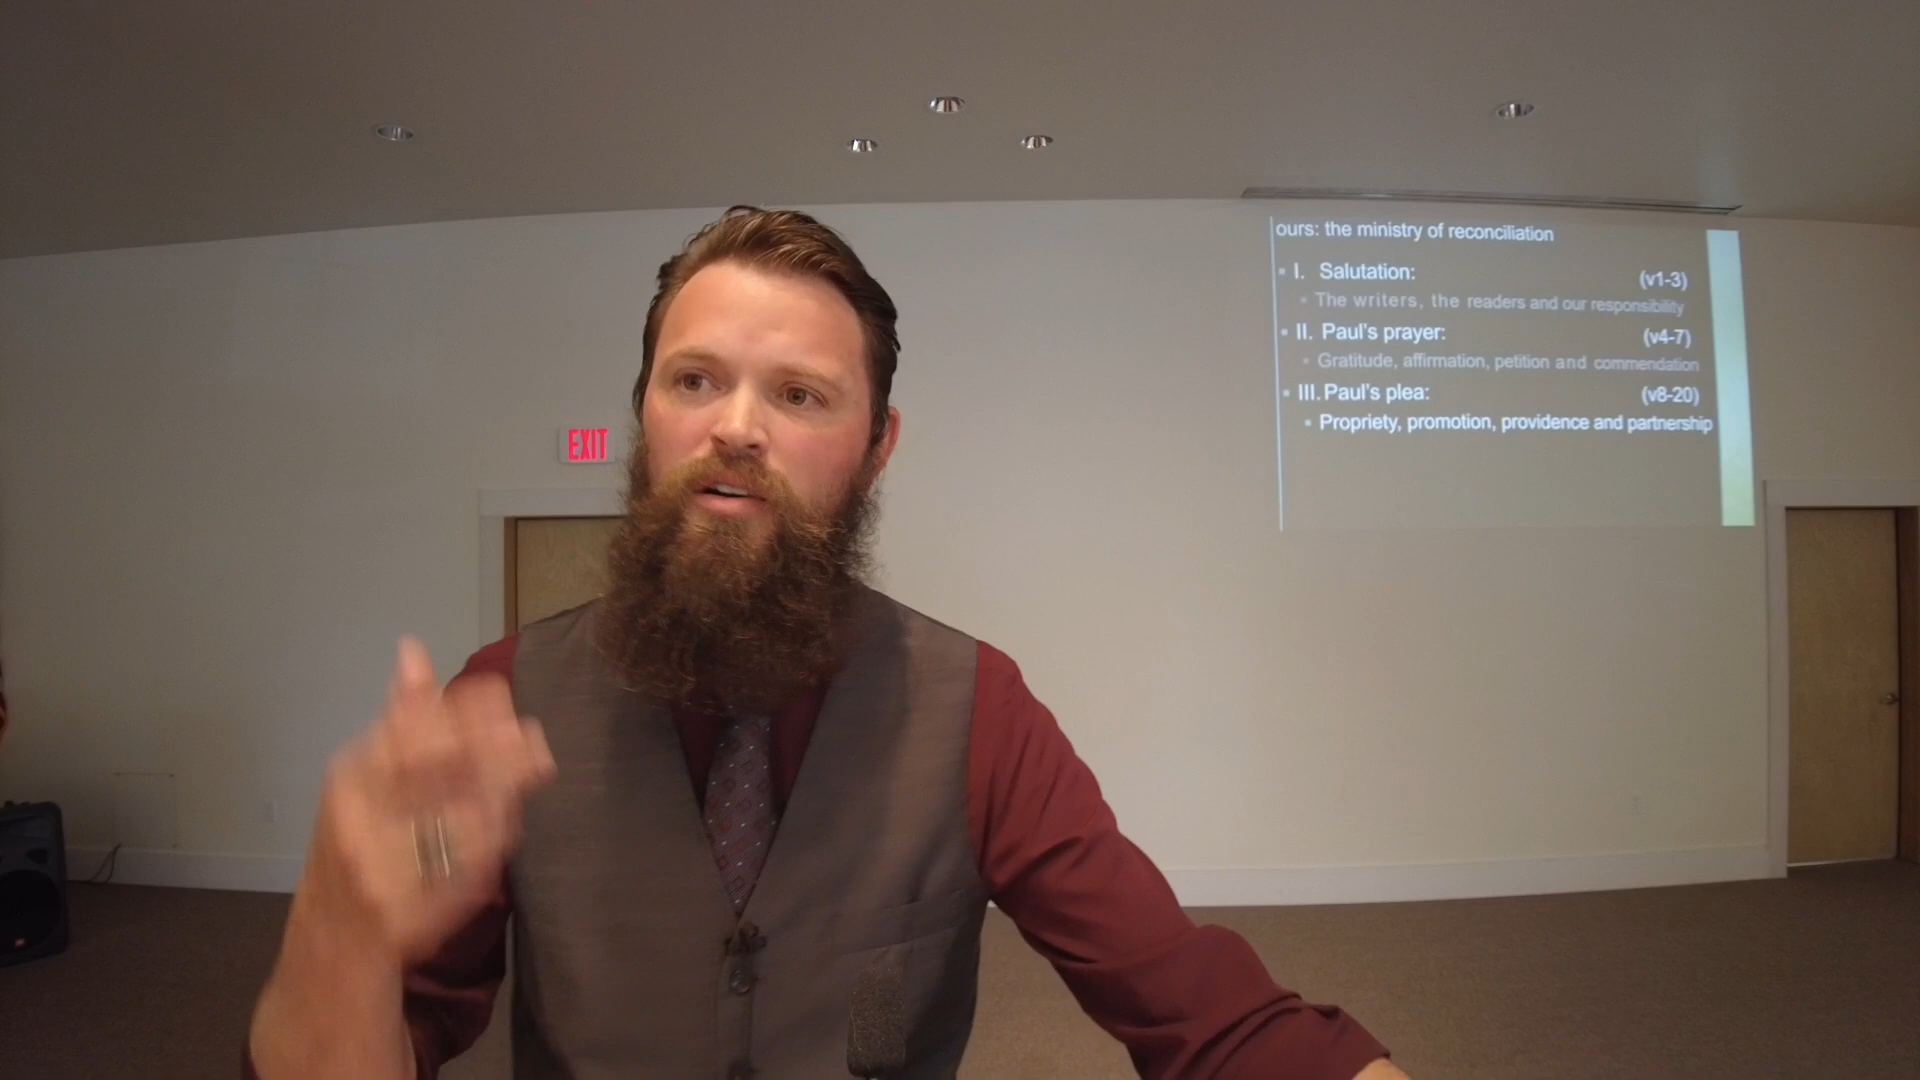 ours: the ministry of reconciliation
▪ I. Salutation: (v1-3)
▪ The writers, the readers and our responsibility
▪ II. Paul's prayer: (v4-7)
▪ Gratitude, affirmation, petition and commendation
▪ III. Paul's plea: (v8-20)
▪ Propriety, promotion, providence and partnership
EXIT